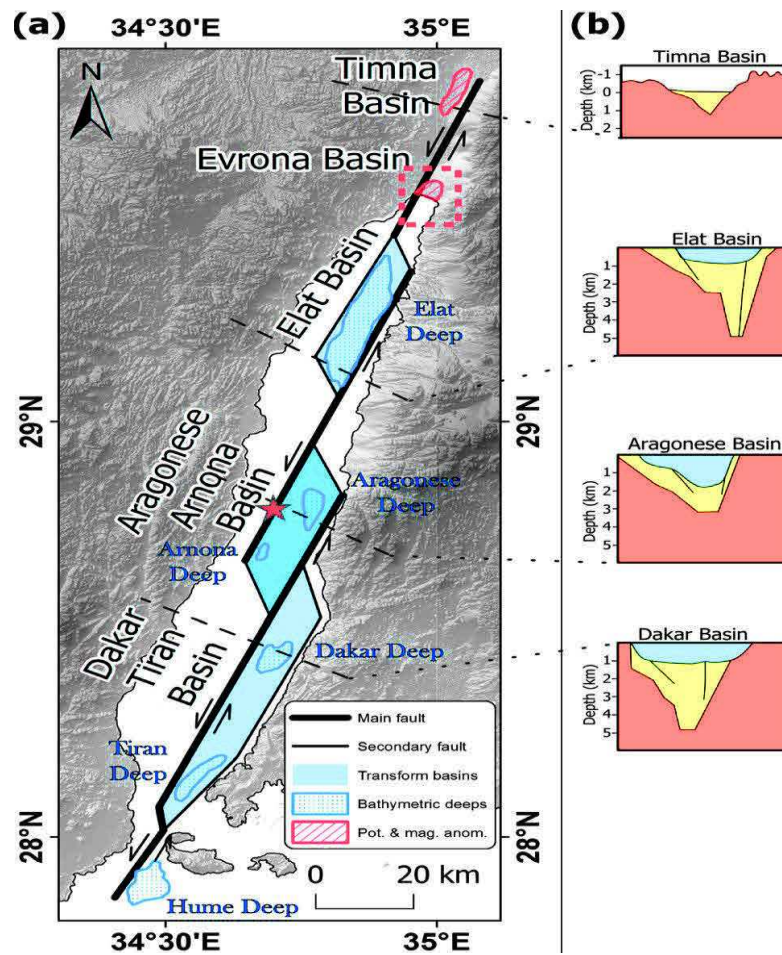 (a)
34°30'E
35°E
N
Timna
Basin
Evrona Basin
Elat Basin
Elat
Deep
29°N
29°N
Aragonese
Arnona
Basin
Aragonese
Deep
Arnona
Deep
Dakar
Tiran
Basin
Dakar Deep
Tiran
Deep
28°N
28°N
Hume Deep
Main fault
Secondary fault
Transform basins
Bathymetric deeps
Pot. & mag. anom.
0 20 km
34°30'E
35°E
(b)
Timna Basin
Depth (km)
-1
0
1
2
Elat Basin
Depth (km)
1
2
3
4
5
Aragonese Basin
Depth (km)
1
2
3
4
5
Dakar Basin
Depth (km)
1
2
3
4
5